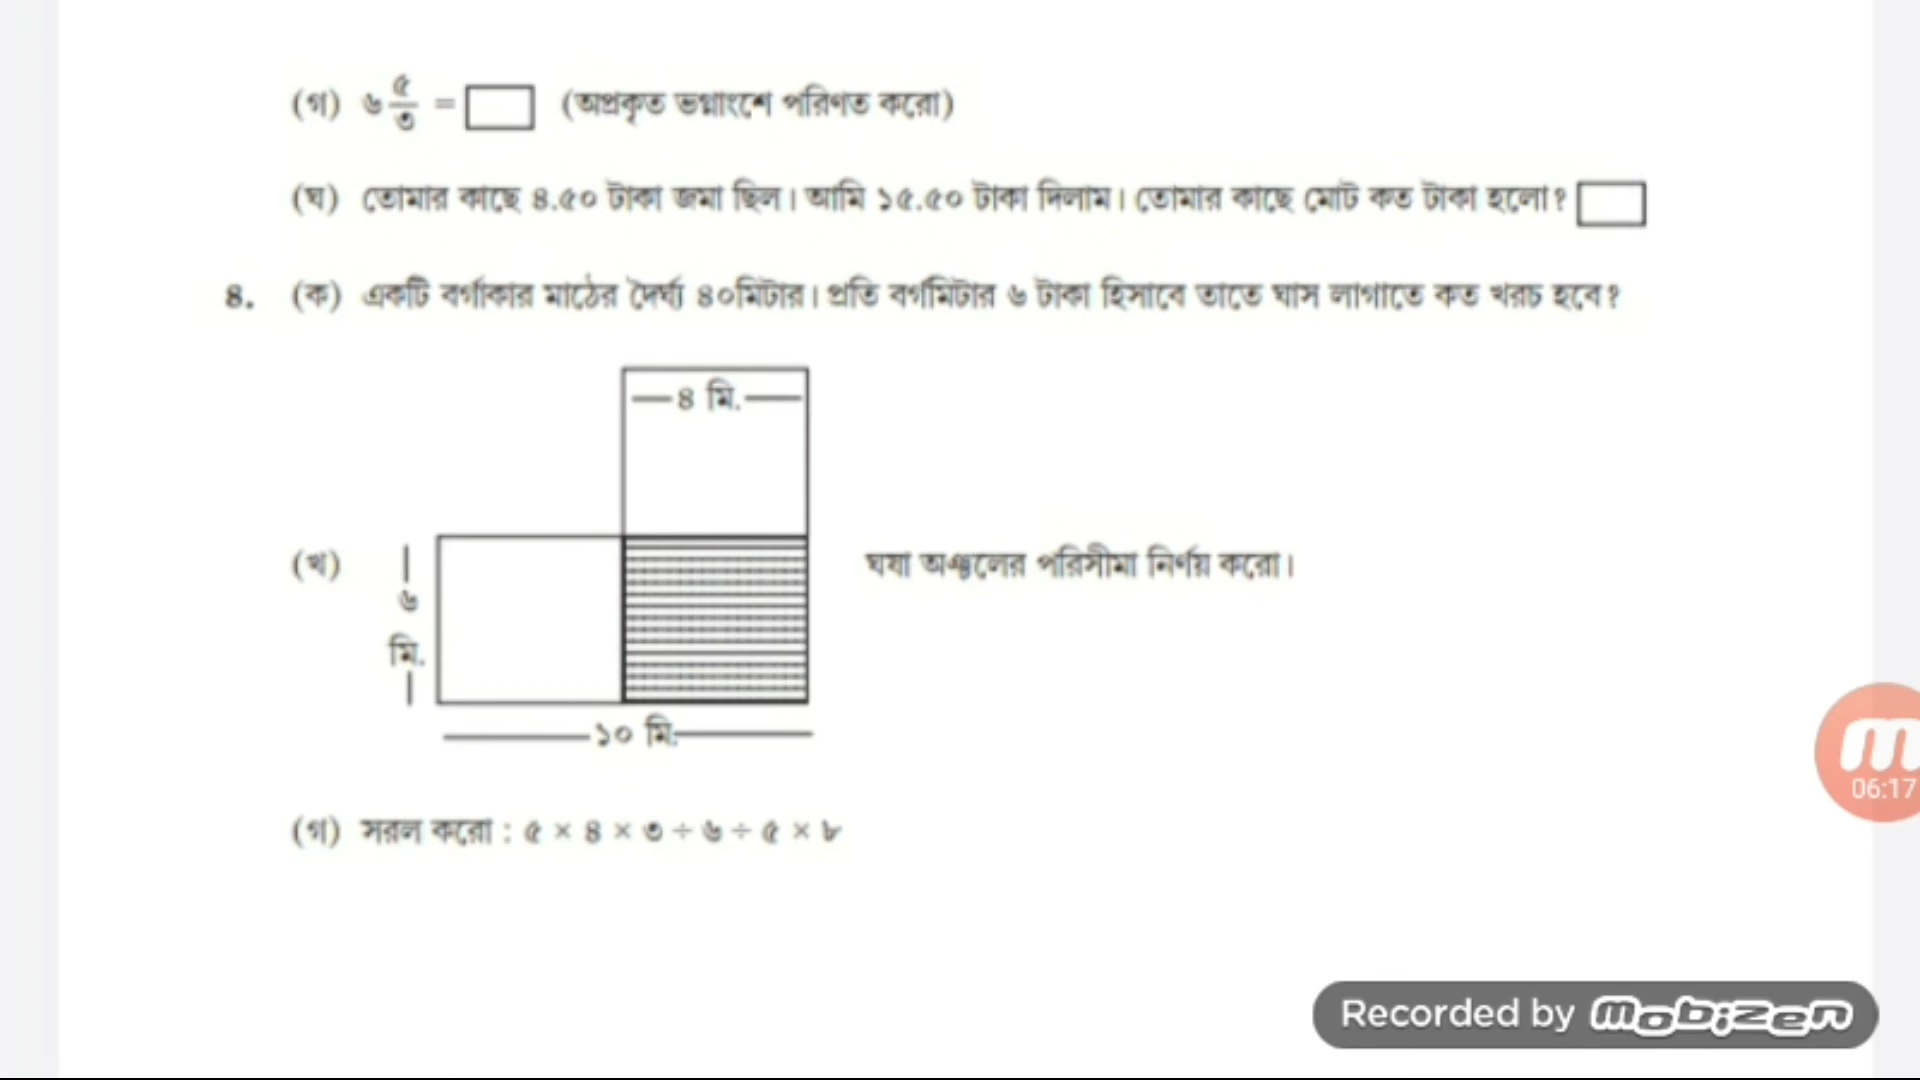 (গ) ৬ ৫/৩ = (অপ্রকৃত ভগ্নাংশে পরিণত করো)
(ঘ) তোমার কাছে ৪.৫০ টাকা জমা ছিল। আমি ১৫.৫০ টাকা দিলাম। তোমার কাছে মোট কত টাকা হলো?
৪. (ক) একটি বর্গাকার মাঠের দৈর্ঘ্য ৪০মিটার। প্রতি বর্গমিটার ৬ টাকা হিসাবে তাতে ঘাস লাগাতে কত খরচ হবে?
৪ মি.
(খ) ৬ মি. ঘষা অঞ্চলের পরিসীমা নির্ণয় করো।
১০ মি.
(গ) সরল করো : ৫ × ৪ × ৩ ÷ ৬ ÷ ৫ × ৮
06:17
Recorded by Mobizen